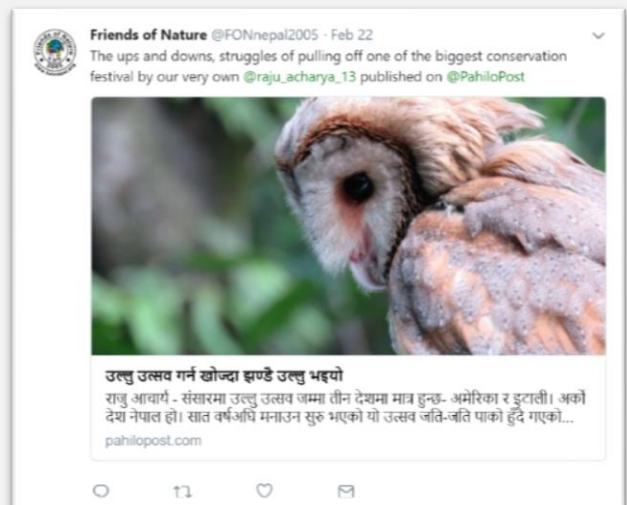 Friends of Nature @FONnepal2005 · Feb 22
The ups and downs, struggles of pulling off one of the biggest conservation
festival by our very own @raju_acharya_13 published on @PahiloPost
उल्लु उत्सव गर्न खोज्दा झण्डै उल्लु भइयो
राजु आचार्य - संसारमा उल्लु उत्सव जम्मा तीन देशमा मात्र हुन्छ- अमेरिका र इटाली। अर्को
देश नेपाल हो। सात वर्षअघि मनाउन सुरु भएको यो उत्सव जति-जति पाको हुँदै गएको...
pahilopost.com